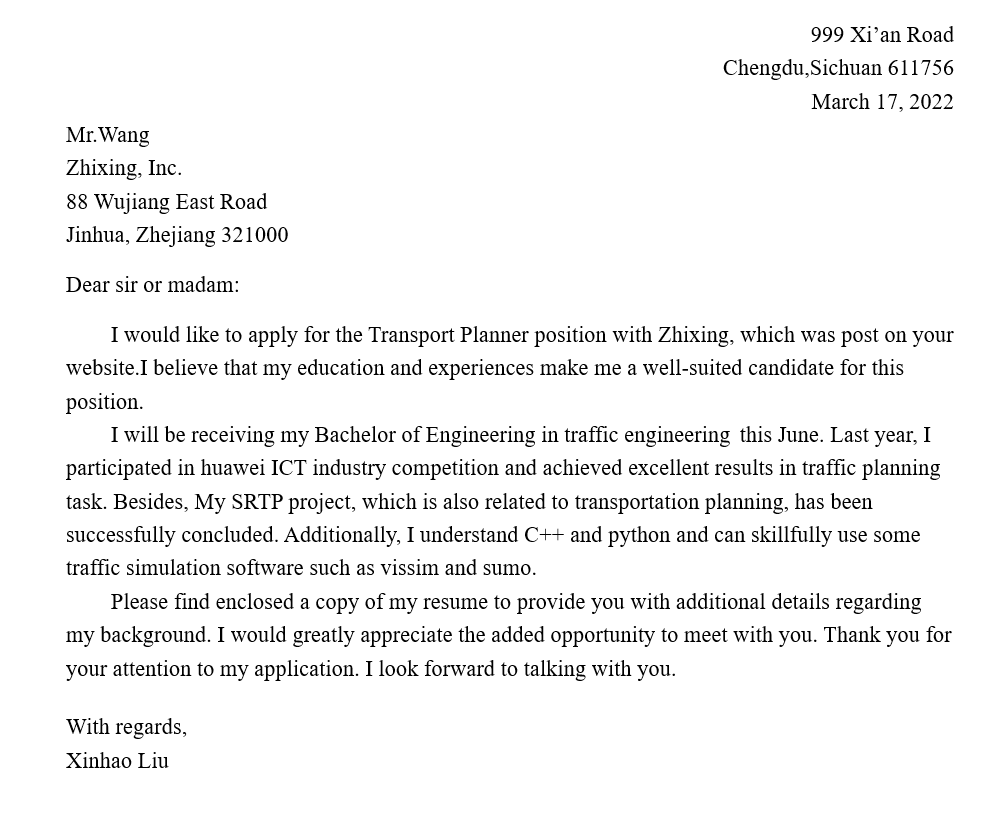 999 Xi’an Road
Chengdu,Sichuan 611756
March 17, 2022
Mr.Wang
Zhixing, Inc.
88 Wujiang East Road
Jinhua, Zhejiang 321000
Dear sir or madam:
I would like to apply for the Transport Planner position with Zhixing, which was post on your
website.I believe that my education and experiences make me a well-suited candidate for this
position.
I will be receiving my Bachelor of Engineering in traffic engineering this June. Last year, I
participated in huawei ICT industry competition and achieved excellent results in traffic planning
task. Besides, My SRTP project, which is also related to transportation planning, has been
successfully concluded. Additionally, I understand C++ and python and can skillfully use some
traffic simulation software such as vissim and sumo.
Please find enclosed a copy of my resume to provide you with additional details regarding
my background. I would greatly appreciate the added opportunity to meet with you. Thank you for
your attention to my application. I look forward to talking with you.
With regards,
Xinhao Liu